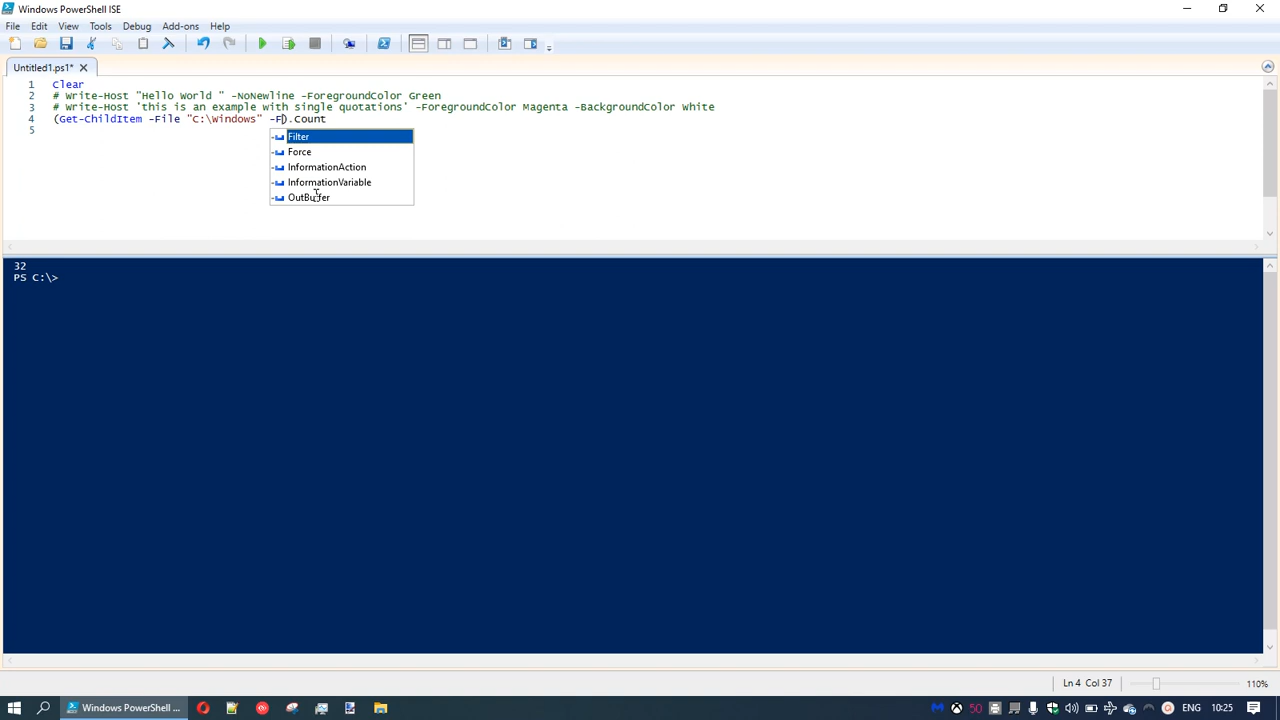 Windows PowerShell ISE
File Edit View Tools Debug Add-ons Help
Untitled1.ps1*
1 Clear
2 # Write-Host "Hello World " -NoNewline -ForegroundColor Green
3 # Write-Host 'this is an example with single quotations' -ForegroundColor Magenta -BackgroundColor White
4 (Get-ChildItem -File "C:\Windows" -F).Count
5
Filter
Force
InformationAction
InformationVariable
OutBuffer
32
PS C:\>
Ln 4 Col 37 110%
Windows PowerShell ... 50 ENG 10:25